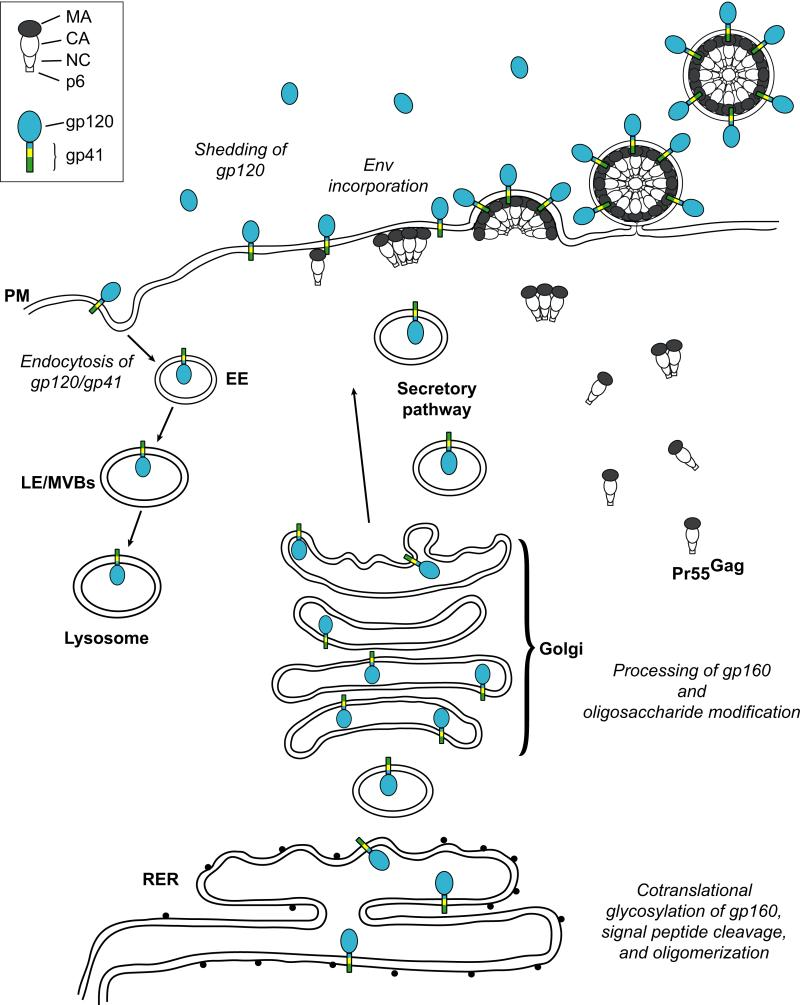 MA
CA
NC
p6
gp120
gp41
Shedding of
gp120
Env
incorporation
PM
Endocytosis of
gp120/gp41
EE
Secretory
pathway
LE/MVBs
Lysosome
Pr55Gag
Golgi
Processing of gp160
and
oligosaccharide modification
RER
Cotranslational
glycosylation of gp160,
signal peptide cleavage,
and oligomerization